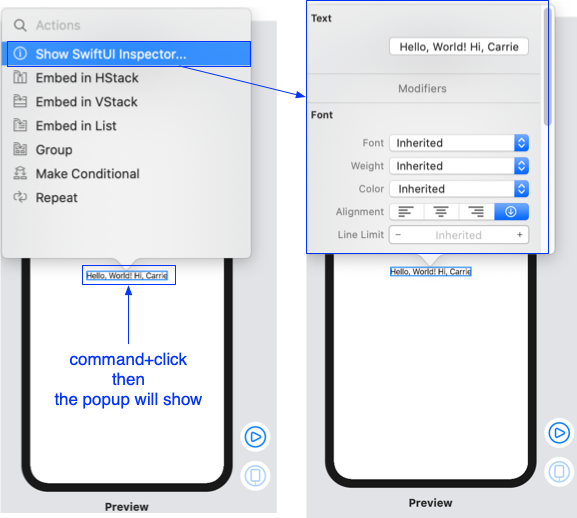 Actions
Show SwiftUI Inspector...
Embed in HStack
Embed in VStack
Embed in List
Group
Make Conditional
Repeat
Hello, World! Hi, Carrie
command+click
then
the popup will show
Preview
Text
Hello, World! Hi, Carrie
Modifiers
Font
Font Inherited
Weight Inherited
Color Inherited
Alignment
Line Limit − Inherited +
Hello, World! Hi, Carrie
Preview